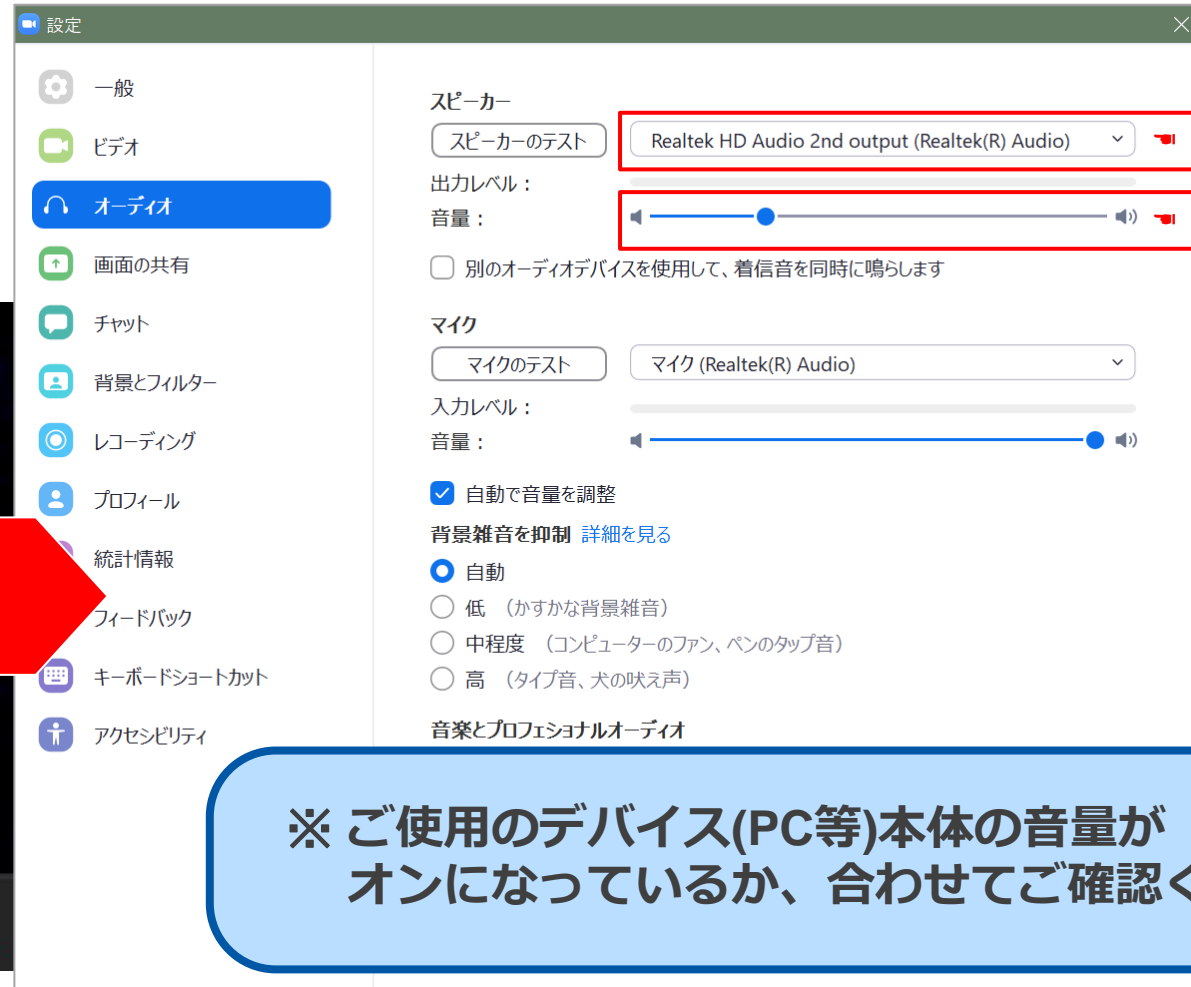 設定
一般
ビデオ
オーディオ
画面の共有
チャット
背景とフィルター
レコーディング
プロフィール
統計情報
フィードバック
キーボードショートカット
アクセシビリティ
スピーカー
スピーカーのテスト Realtek HD Audio 2nd output (Realtek(R) Audio)
出力レベル：
音量：
別のオーディオデバイスを使用して、着信音を同時に鳴らします
マイク
マイクのテスト マイク (Realtek(R) Audio)
入力レベル：
音量：
自動で音量を調整
背景雑音を抑制 詳細を見る
自動
低 （かすかな背景雑音）
中程度 （コンピューターのファン、ペンのタップ音）
高 （タイプ音、犬の吠え声）
音楽とプロフェショナルオーディオ
※ ご使用のデバイス(PC等)本体の音量が
オンになっているか、合わせてご確認く